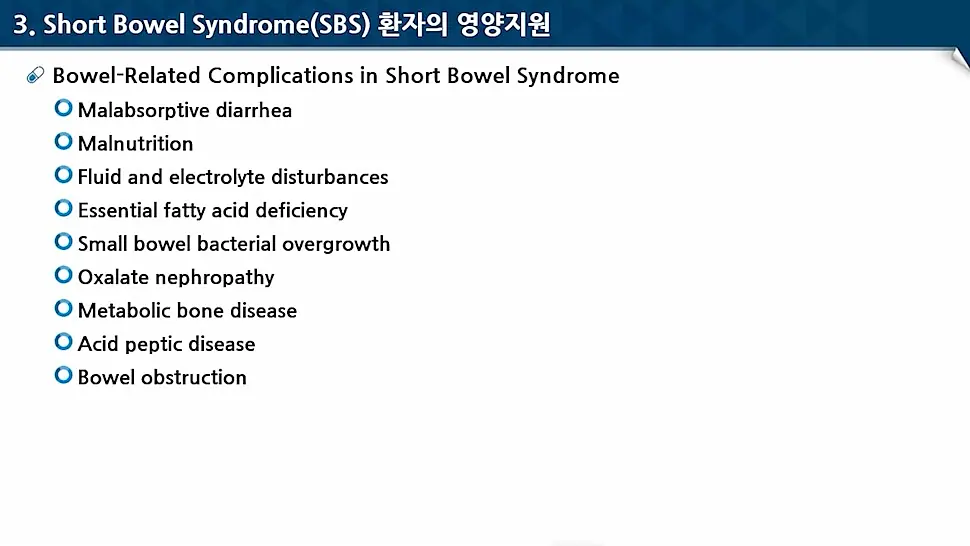 3. Short Bowel Syndrome(SBS) 환자의 영양지원
Bowel-Related Complications in Short Bowel Syndrome
Malabsorptive diarrhea
Malnutrition
Fluid and electrolyte disturbances
Essential fatty acid deficiency
Small bowel bacterial overgrowth
Oxalate nephropathy
Metabolic bone disease
Acid peptic disease
Bowel obstruction